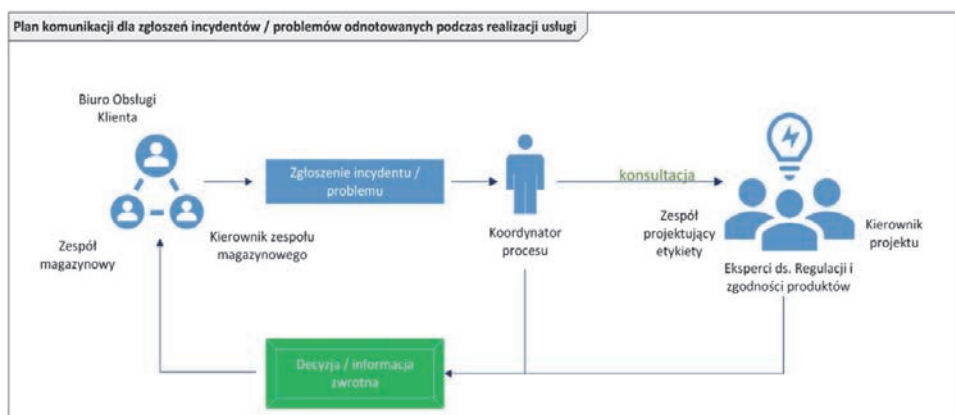 Plan komunikacji dla zgłoszeń incydentów / problemów odnotowanych podczas realizacji usługi
Biuro Obsługi
Klienta
Zespół
magazynowy
Kierownik zespołu
magazynowego
Zgłoszenie incydentu /
problemu
Koordynator
procesu
konsultacja
Zespół
projektujący
etykiety
Kierownik
projektu
Eksperci ds. Regulacji i
zgodności produktów
Decyzja / informacja
zwrotna